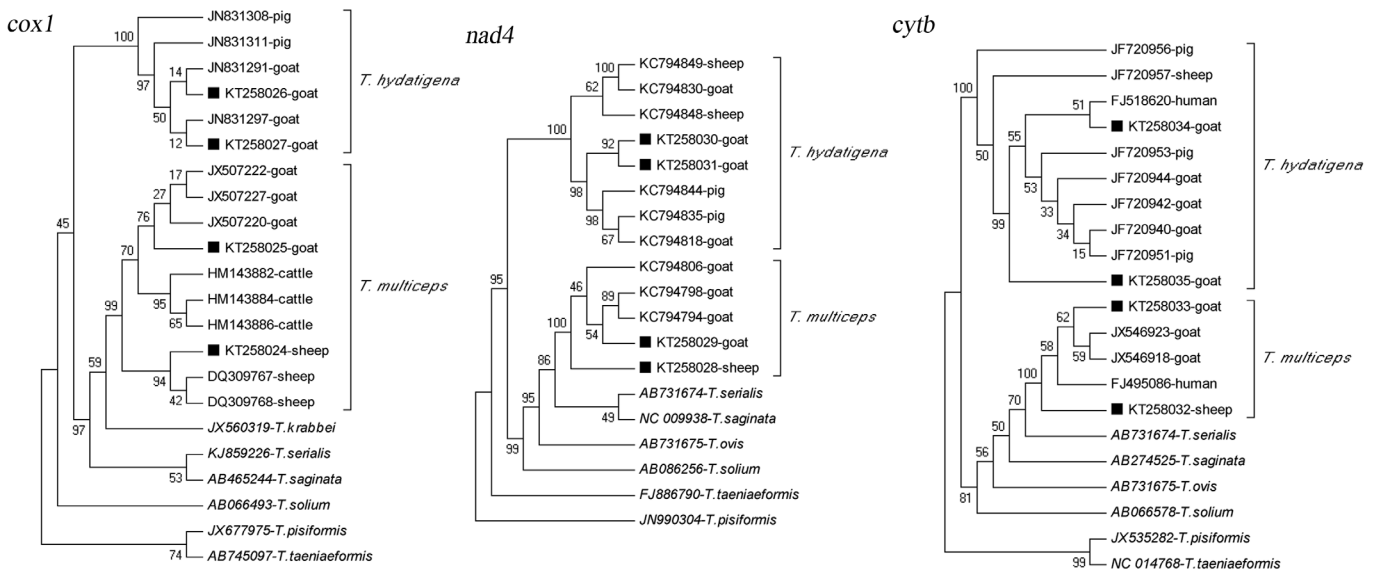 cox1
JN831308-pig
100
JN831311-pig
97
JN831291-goat
14
KT258026-goat
50
JN831297-goat
KT258027-goat
12
T. hydatigena
JX507222-goat
17
JX507227-goat
27
JX507220-goat
76
KT258025-goat
70
HM143882-cattle
95
HM143884-cattle
HM143886-cattle
65
99
KT258024-sheep
94
DQ309767-sheep
DQ309768-sheep
42
T. multiceps
45
59
JX560319-T.krabbei
97
KJ859226-T.serialis
AB465244-T.saginata
53
AB066493-T.solium
JX677975-T.pisiformis
AB745097-T.taeniaeformis
74
nad4
KC794849-sheep
100
KC794830-goat
62
KC794848-sheep
100
KT258030-goat
92
KT258031-goat
98
KC794844-pig
98
KC794835-pig
KC794818-goat
67
T. hydatigena
KC794806-goat
46
KC794798-goat
89
KC794794-goat
54
KT258029-goat
100
KT258028-sheep
T. multiceps
95
86
AB731674-T.serialis
NC 009938-T.saginata
49
95
AB731675-T.ovis
99
AB086256-T.solium
FJ886790-T.taeniaeformis
JN990304-T.pisiformis
cytb
JF720956-pig
100
JF720957-sheep
50
FJ518620-human
51
KT258034-goat
55
JF720953-pig
53
JF720944-goat
33
JF720942-goat
34
JF720940-goat
JF720951-pig
15
99
KT258035-goat
T. hydatigena
KT258033-goat
62
JX546923-goat
JX546918-goat
59
58
FJ495086-human
100
KT258032-sheep
T. multiceps
70
AB731674-T.serialis
50
AB274525-T.saginata
56
AB731675-T.ovis
81
AB066578-T.solium
JX535282-T.pisiformis
NC 014768-T.taeniaeformis
99